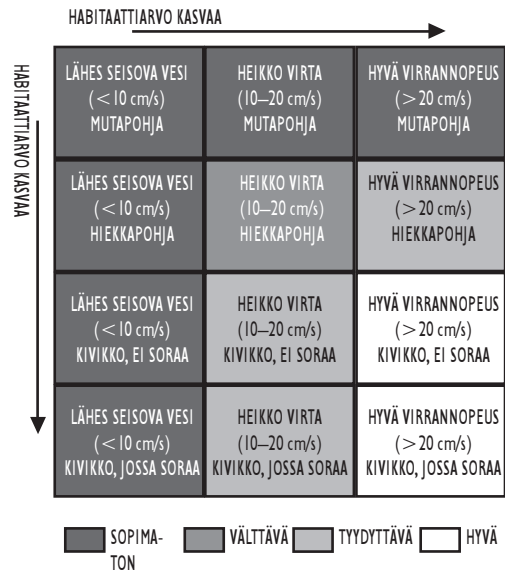 HABITAATTIARVO KASVAA
HABITAATTIARVO KASVAA
LÄHES SEISOVA VESI
(<10 cm/s)
MUTAPOHJA
HEIKKO VIRTA
(10–20 cm/s)
MUTAPOHJA
HYVÄ VIRRANNOPEUS
(>20 cm/s)
MUTAPOHJA
LÄHES SEISOVA VESI
(<10 cm/s)
HIEKKAPOHJA
HEIKKO VIRTA
(10–20 cm/s)
HIEKKAPOHJA
HYVÄ VIRRANNOPEUS
(>20 cm/s)
HIEKKAPOHJA
LÄHES SEISOVA VESI
(<10 cm/s)
KIVIKKO, EI SORAA
HEIKKO VIRTA
(10–20 cm/s)
KIVIKKO, EI SORAA
HYVÄ VIRRANNOPEUS
(>20 cm/s)
KIVIKKO, EI SORAA
LÄHES SEISOVA VESI
(<10 cm/s)
KIVIKKO, JOSSA SORAA
HEIKKO VIRTA
(10–20 cm/s)
KIVIKKO, JOSSA SORAA
HYVÄ VIRRANNOPEUS
(>20 cm/s)
KIVIKKO, JOSSA SORAA
SOPIMA-
TON
VÄLTTÄVÄ
TYYDYTTÄVÄ
HYVÄ